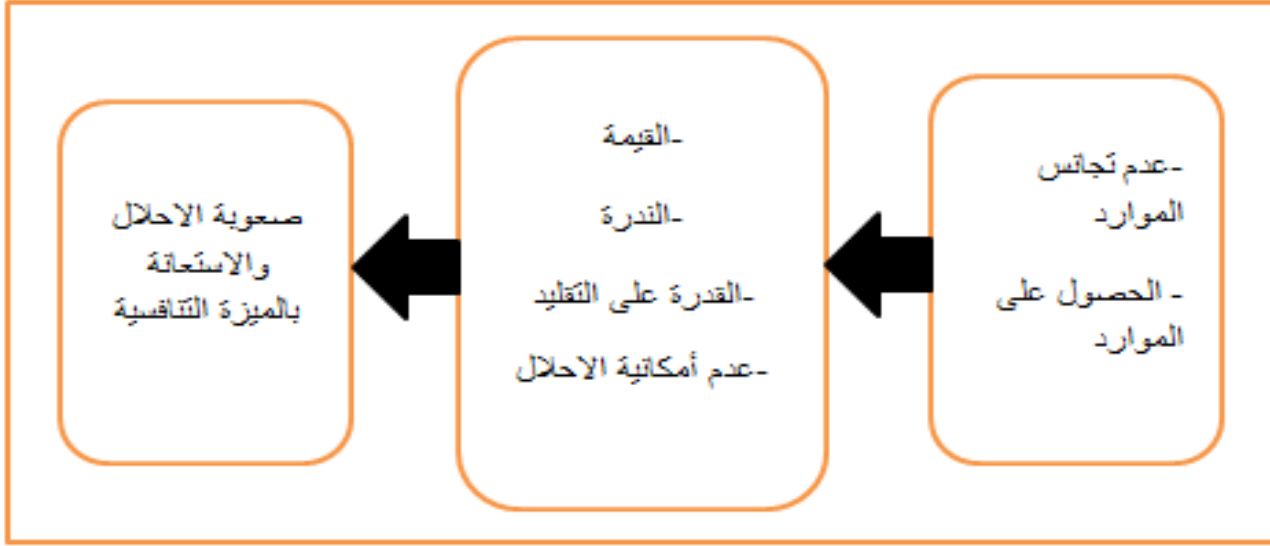 -عدم تجانس
الموارد
- الحصول على
الموارد
-القيمة
-الندرة
-القدرة على التقليد
-عدم أمكانية الاحلال
صعوبة الاحلال
والاستعانة
بالميزة التنافسية